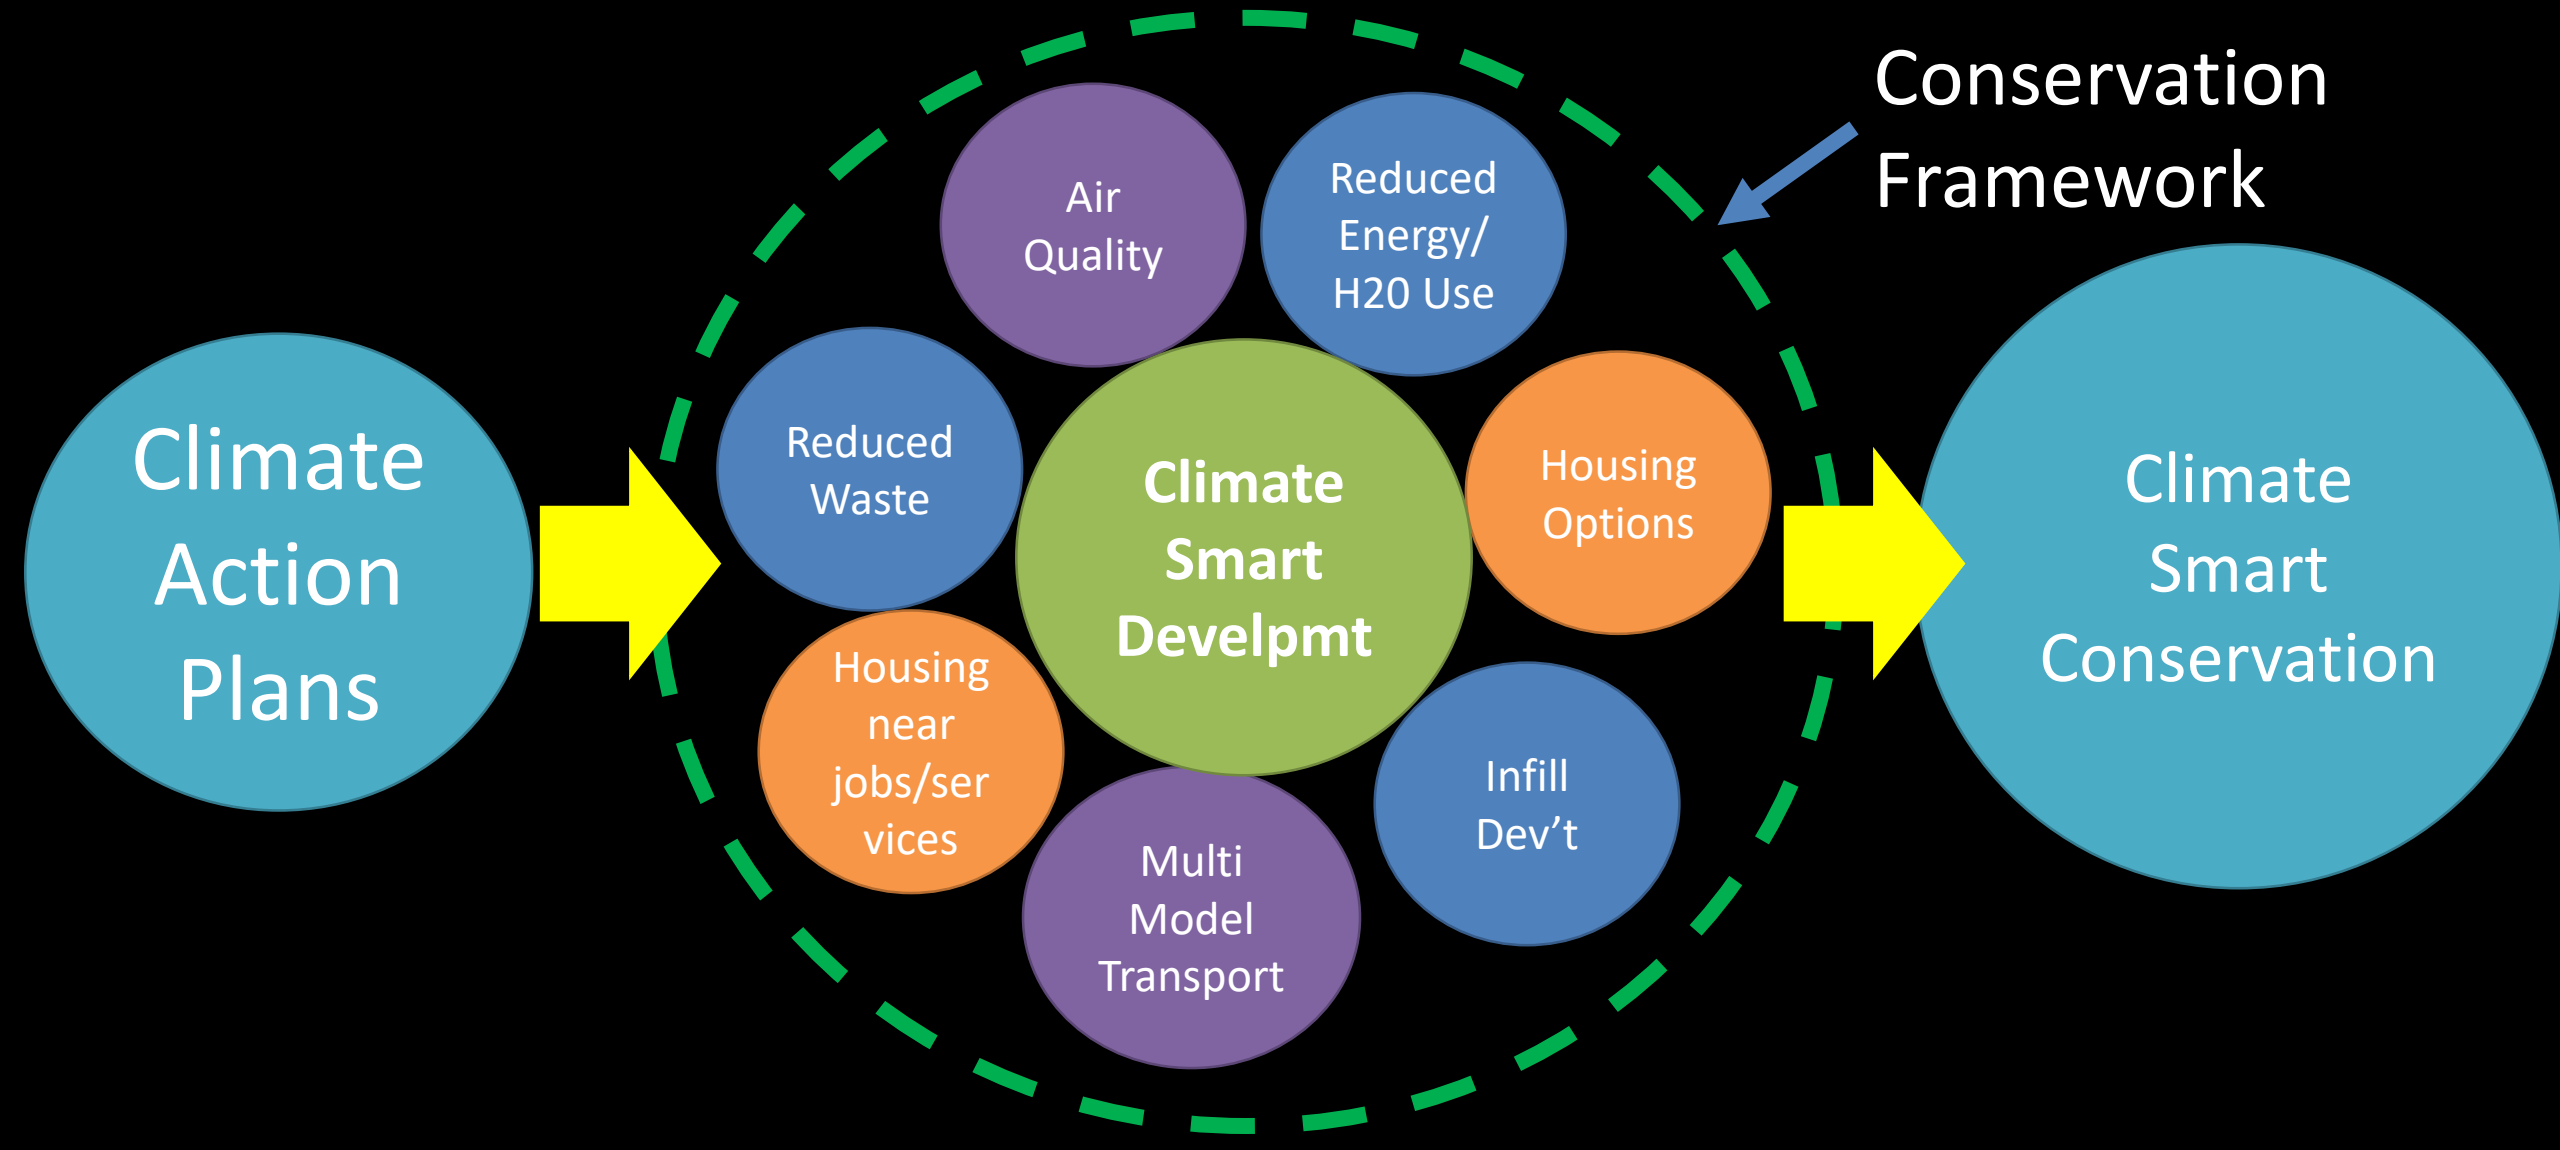 Conservation
Framework
Air
Quality
Reduced
Energy/
H20 Use
Climate
Action
Plans
Reduced
Waste
Climate
Smart
Develpmt
Housing
Options
Climate
Smart
Conservation
Housing
near
jobs/ser
vices
Multi
Model
Transport
Infill
Dev’t